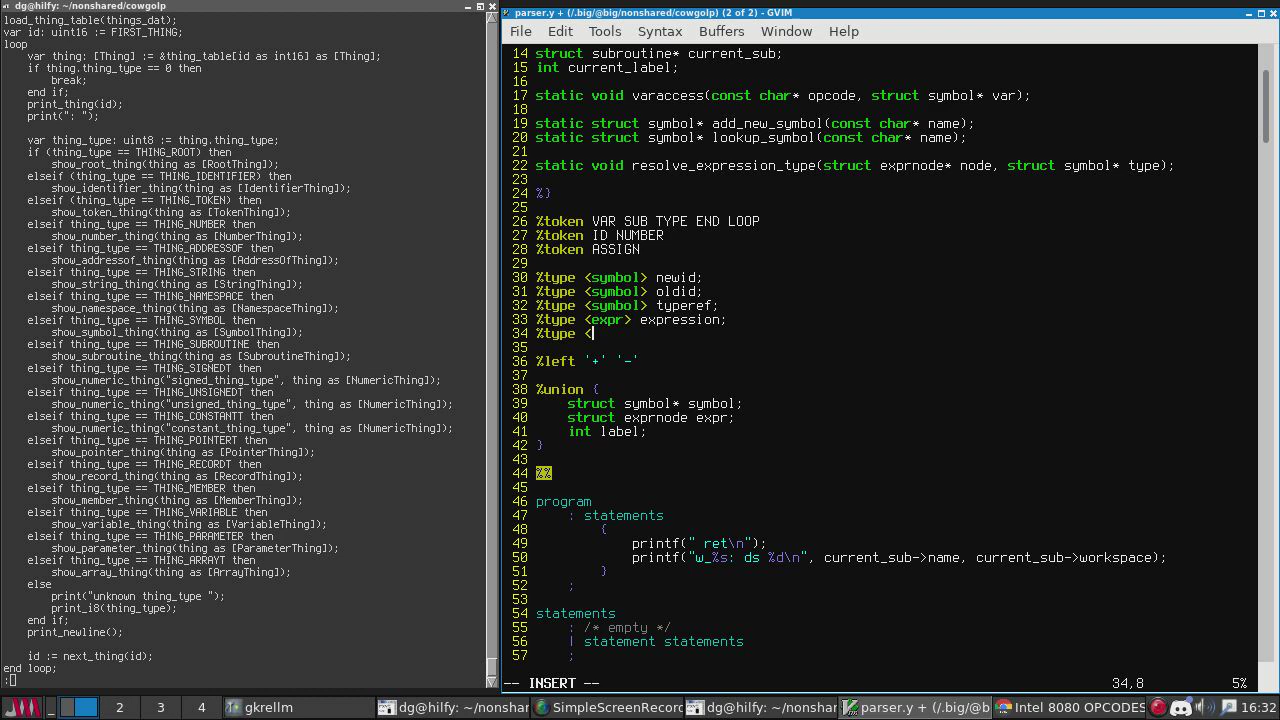 dg@hilfy: ~/nonshared/cowgolp
load_thing_table(things_dat);
var id: uint16 := FIRST_THING;
loop
    var thing: [Thing] := &thing_table[id as int16] as [Thing];
    if thing.thing_type == 0 then
        break;
    end if;
    print_thing(id);
    print(": ");

    var thing_type: uint8 := thing.thing_type;
    if (thing_type == THING_ROOT) then
        show_root_thing(thing as [RootThing]);
    elseif (thing_type == THING_IDENTIFIER) then
        show_identifier_thing(thing as [IdentifierThing]);
    elseif (thing_type == THING_TOKEN) then
        show_token_thing(thing as [TokenThing]);
    elseif thing_type == THING_NUMBER then
        show_number_thing(thing as [NumberThing]);
    elseif thing_type == THING_ADDRESSOF then
        show_addressof_thing(thing as [AddressOfThing]);
    elseif thing_type == THING_STRING then
        show_string_thing(thing as [StringThing]);
    elseif thing_type == THING_NAMESPACE then
        show_namespace_thing(thing as [NamespaceThing]);
    elseif thing_type == THING_SYMBOL then
        show_symbol_thing(thing as [SymbolThing]);
    elseif thing_type == THING_SUBROUTINE then
        show_subroutine_thing(thing as [SubroutineThing]);
    elseif thing_type == THING_SIGNEDT then
        show_numeric_thing("signed_thing_type", thing as [NumericThing]);
    elseif thing_type == THING_UNSIGNEDT then
        show_numeric_thing("unsigned_thing_type", thing as [NumericThing]);
    elseif thing_type == THING_CONSTANTT then
        show_numeric_thing("constant_thing_type", thing as [NumericThing]);
    elseif thing_type == THING_POINTERT then
        show_pointer_thing(thing as [PointerThing]);
    elseif thing_type == THING_RECORDT then
        show_record_thing(thing as [RecordThing]);
    elseif thing_type == THING_MEMBER then
        show_member_thing(thing as [MemberThing]);
    elseif thing_type == THING_VARIABLE then
        show_variable_thing(thing as [VariableThing]);
    elseif thing_type == THING_PARAMETER then
        show_parameter_thing(thing as [ParameterThing]);
    elseif thing_type == THING_ARRAYT then
        show_array_thing(thing as [ArrayThing]);
    else
        print("unknown thing_type ");
        print_i8(thing_type);
    end if;
    print_newline();

    id := next_thing(id);
end loop;
:
parser.y + (/.big/@big/nonshared/cowgolp) (2 of 2) - GVIM
File Edit Tools Syntax Buffers Window Help
14 struct subroutine* current_sub;
15 int current_label;
16
17 static void varaccess(const char* opcode, struct symbol* var);
18
19 static struct symbol* add_new_symbol(const char* name);
20 static struct symbol* lookup_symbol(const char* name);
21
22 static void resolve_expression_type(struct exprnode* node, struct symbol* type);
23
24 %}
25
26 %token VAR SUB TYPE END LOOP
27 %token ID NUMBER
28 %token ASSIGN
29
30 %type <symbol> newid;
31 %type <symbol> oldid;
32 %type <symbol> typeref;
33 %type <expr> expression;
34 %type <
35
36 %left '+' '-'
37
38 %union {
39     struct symbol* symbol;
40     struct exprnode expr;
41     int label;
42 }
43
44 %%
45
46 program
47     : statements
48         {
49             printf(" ret\n");
50             printf("w_%s: ds %d\n", current_sub->name, current_sub->workspace);
51         }
52     ;
53
54 statements
55     : /* empty */
56     | statement statements
57     ;
-- INSERT -- 34,8 5%
2 3 4 gkrellm dg@hilfy: ~/nonshar SimpleScreenRecord dg@hilfy: ~/nonshar parser.y + (/.big/@b Intel 8080 OPCODES 16:32